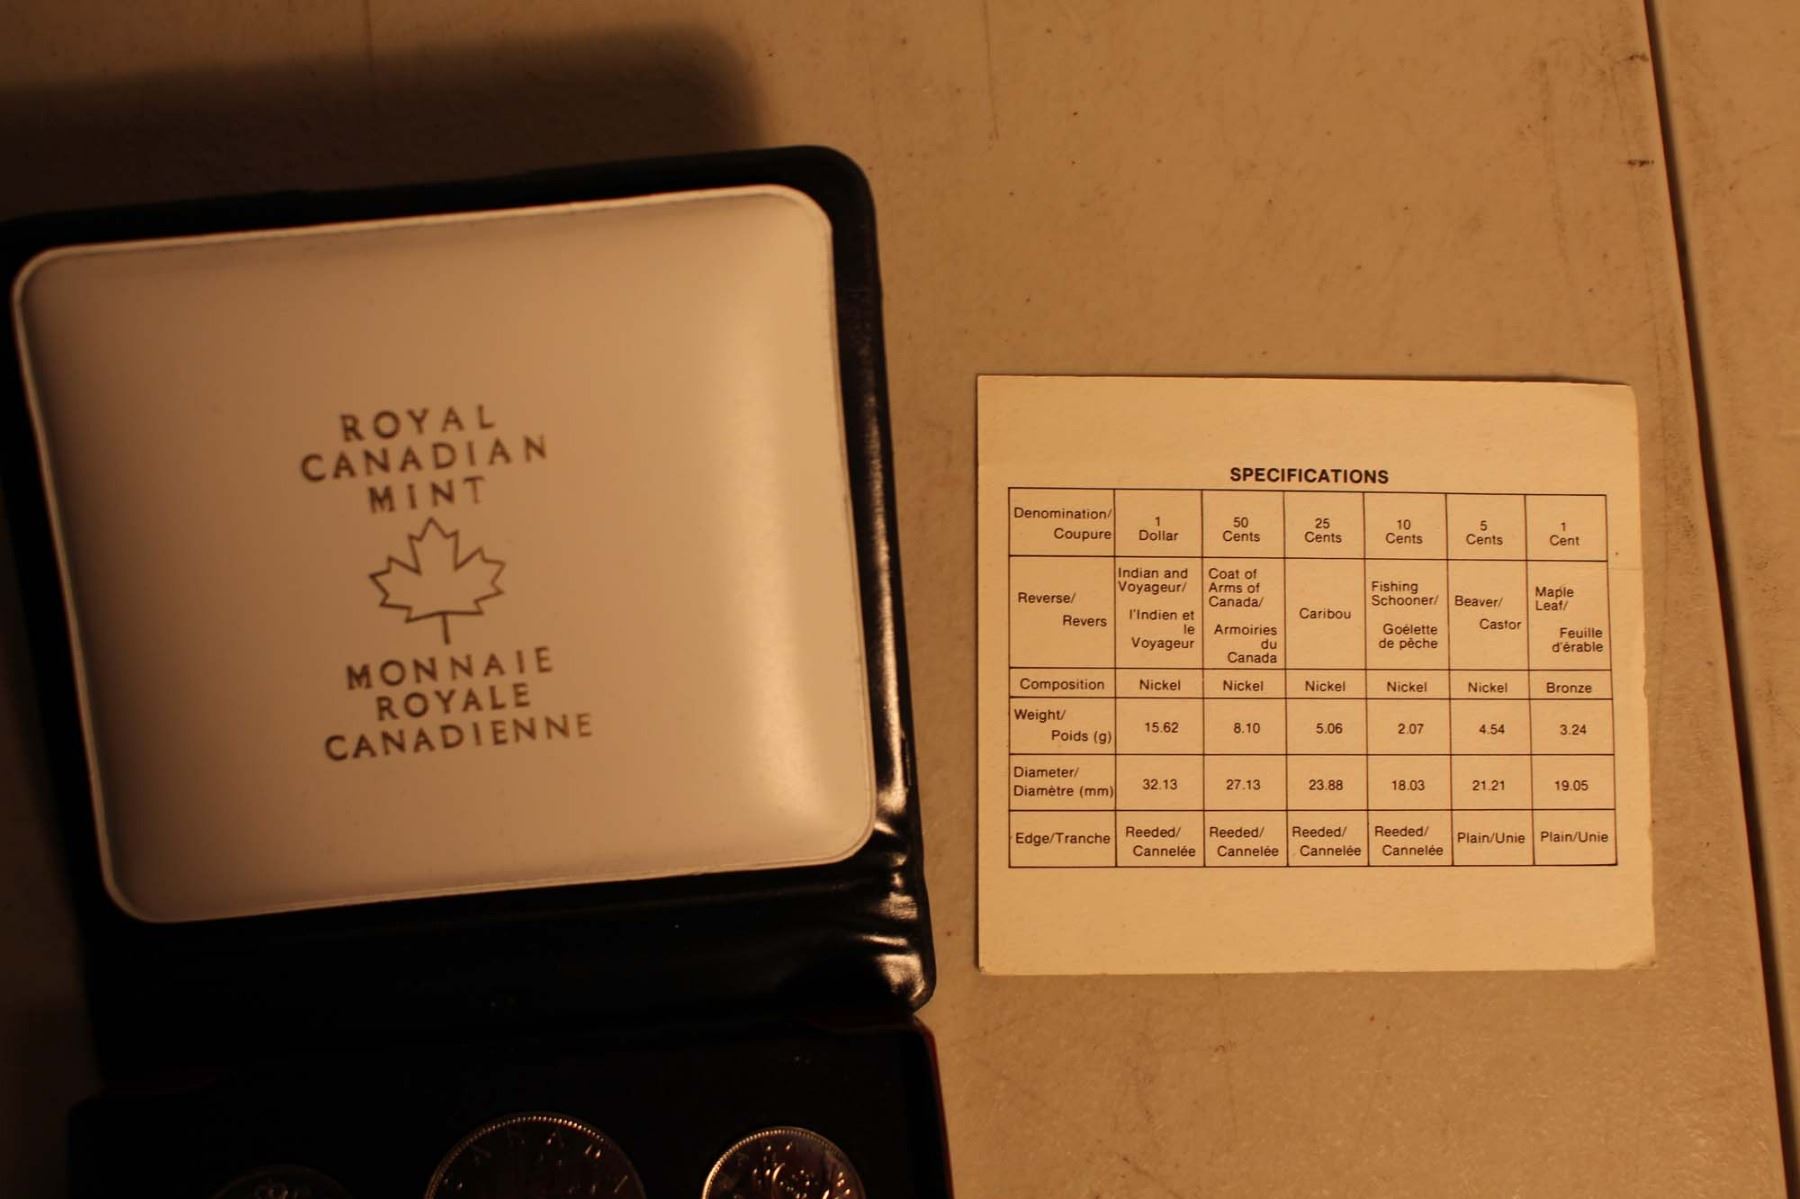 ROYAL
CANADIAN
MINT
MONNAIE
ROYALE
CANADIENNE
SPECIFICATIONS
Denomination/ Coupure 1 Dollar 50 Cents 25 Cents 10 Cents 5 Cents 1 Cent
Reverse/ Revers Indian and Voyageur/ l'Indien et le Voyageur Coat of Arms of Canada/ Armoiries du Canada Caribou Fishing Schooner/ Goélette de pêche Beaver/ Castor Maple Leaf/ Feuille d'érable
Composition Nickel Nickel Nickel Nickel Nickel Bronze
Weight/ Poids (g) 15.62 8.10 5.06 2.07 4.54 3.24
Diameter/ Diamètre (mm) 32.13 27.13 23.88 18.03 21.21 19.05
Edge/Tranche Reeded/ Cannelée Reeded/ Cannelée Reeded/ Cannelée Reeded/ Cannelée Plain/Unie Plain/Unie